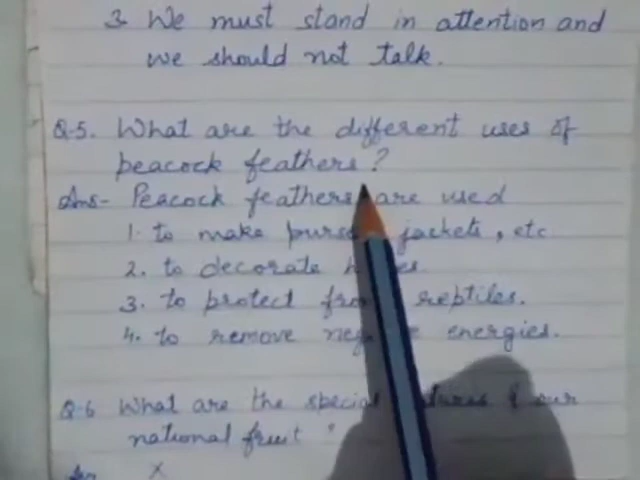 3. We must stand in attention and
we should not talk.
Q.5. What are the different uses of
peacock feathers?
Ans- Peacock feathers are used
1. to make jackets, etc
2. to decorate
3. to protect reptiles.
4. to remove energies.
Q.6 What are the special our
national fruit
Ans